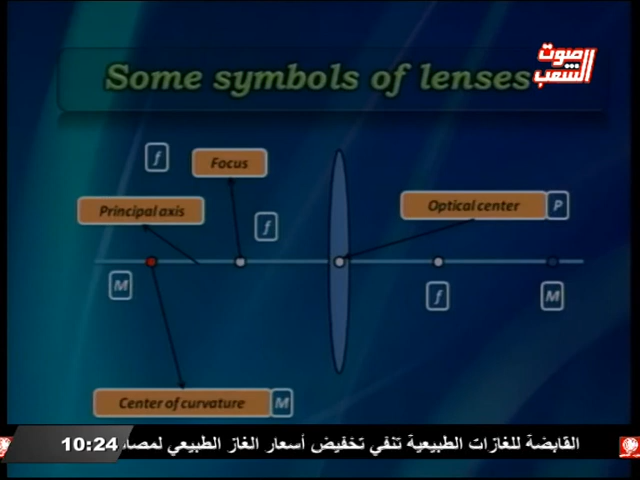 صوت
الشعب
Some symbols of lenses
f
Focus
Principal axis
f
Optical center
P
M
f
M
Center of curvature
M
10:24
القابضة للغازات الطبيعية تنفي تخفيض أسعار الغاز الطبيعي لمصا